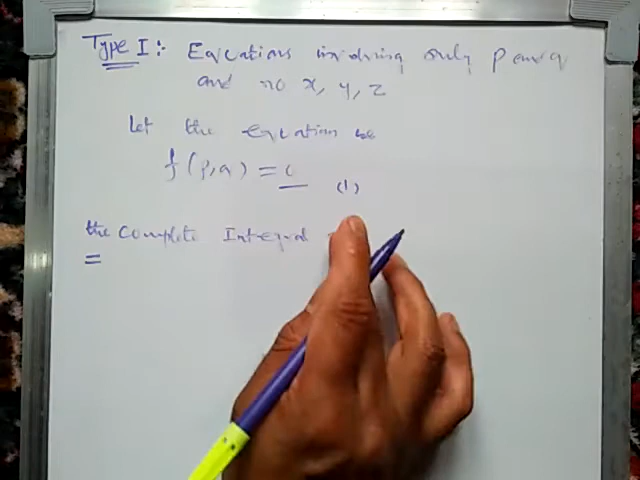 Type I:- Equations involving only p and q
and no x, y, z
Let the equation be
f(p,q) = 0 (1)
the Complete Integral
=